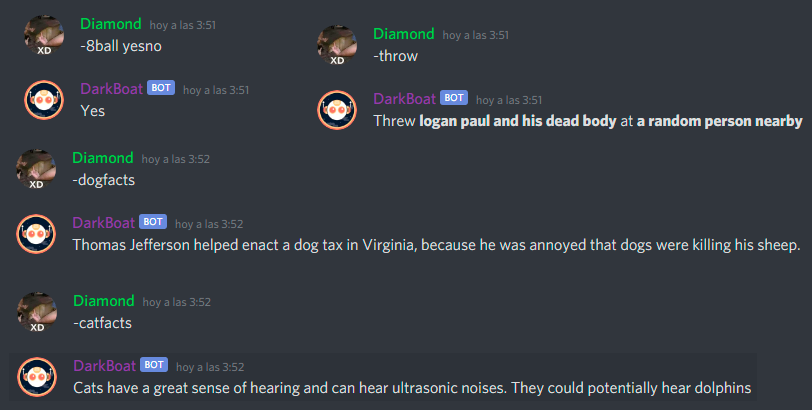 Diamond hoy a las 3:51
-8ball yesno
XD
DarkBoat BOT hoy a las 3:51
Yes
Diamond hoy a las 3:51
-throw
XD
DarkBoat BOT hoy a las 3:51
Threw logan paul and his dead body at a random person nearby
Diamond hoy a las 3:52
-dogfacts
XD
DarkBoat BOT hoy a las 3:52
Thomas Jefferson helped enact a dog tax in Virginia, because he was annoyed that dogs were killing his sheep.
Diamond hoy a las 3:52
-catfacts
XD
DarkBoat BOT hoy a las 3:52
Cats have a great sense of hearing and can hear ultrasonic noises. They could potentially hear dolphins